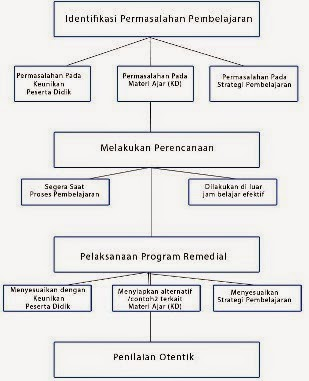 Identifikasi Permasalahan Pembelajaran
Permasalahan Pada
Keunikan
Peserta Didik
Permasalahan Pada
Materi Ajar (KD)
Permasalahan Pada
Strategi Pembelajaran
Melakukan Perencanaan
Segera Saat
Proses Pembelajaran
Dilakukan di luar
jam belajar efektif
Pelaksanaan Program Remedial
Menyesuaikan dengan
Keunikan
Peserta Didik
Menyiapkan alternatif
/contoh2 terkait
Materi Ajar (KD)
Menyesuaikan
Strategi Pembelajaran
Penilaian Otentik